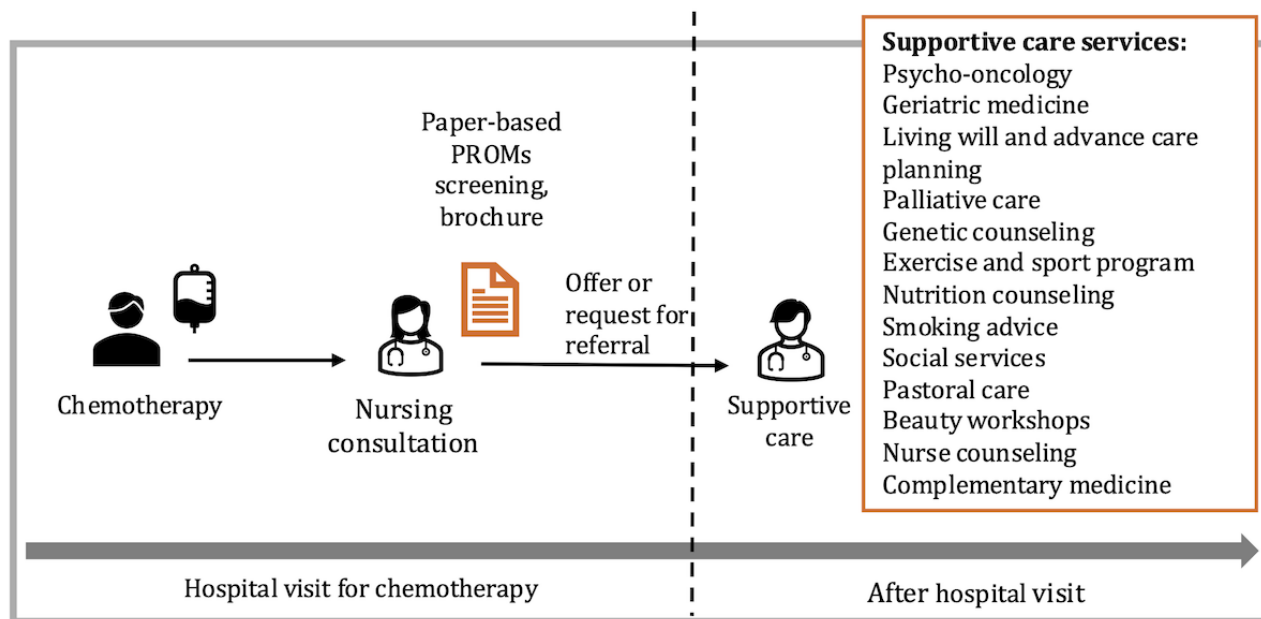 Supportive care services:
Psycho-oncology
Geriatric medicine
Living will and advance care
planning
Palliative care
Genetic counseling
Exercise and sport program
Nutrition counseling
Smoking advice
Social services
Pastoral care
Beauty workshops
Nurse counseling
Complementary medicine
Paper-based
PROMs
screening,
brochure
Offer or
request for
referral
Chemotherapy
Nursing
consultation
Supportive
care
Hospital visit for chemotherapy
After hospital visit